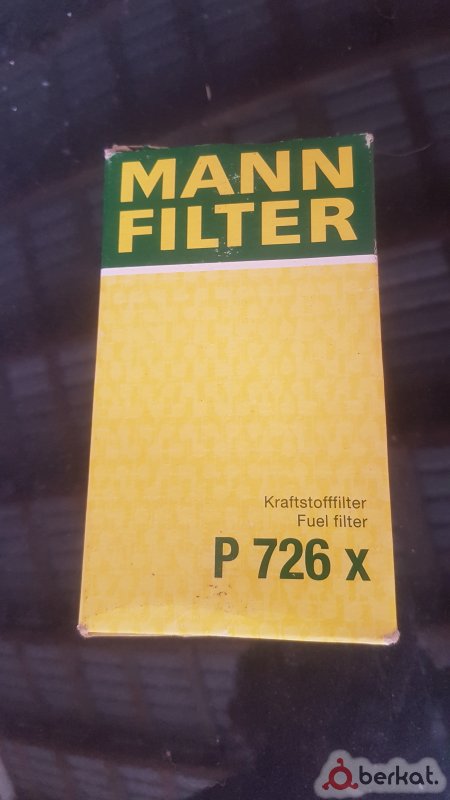 MANN
FILTER
Kraftstofffilter
Fuel filter
P 726 x
berkat.